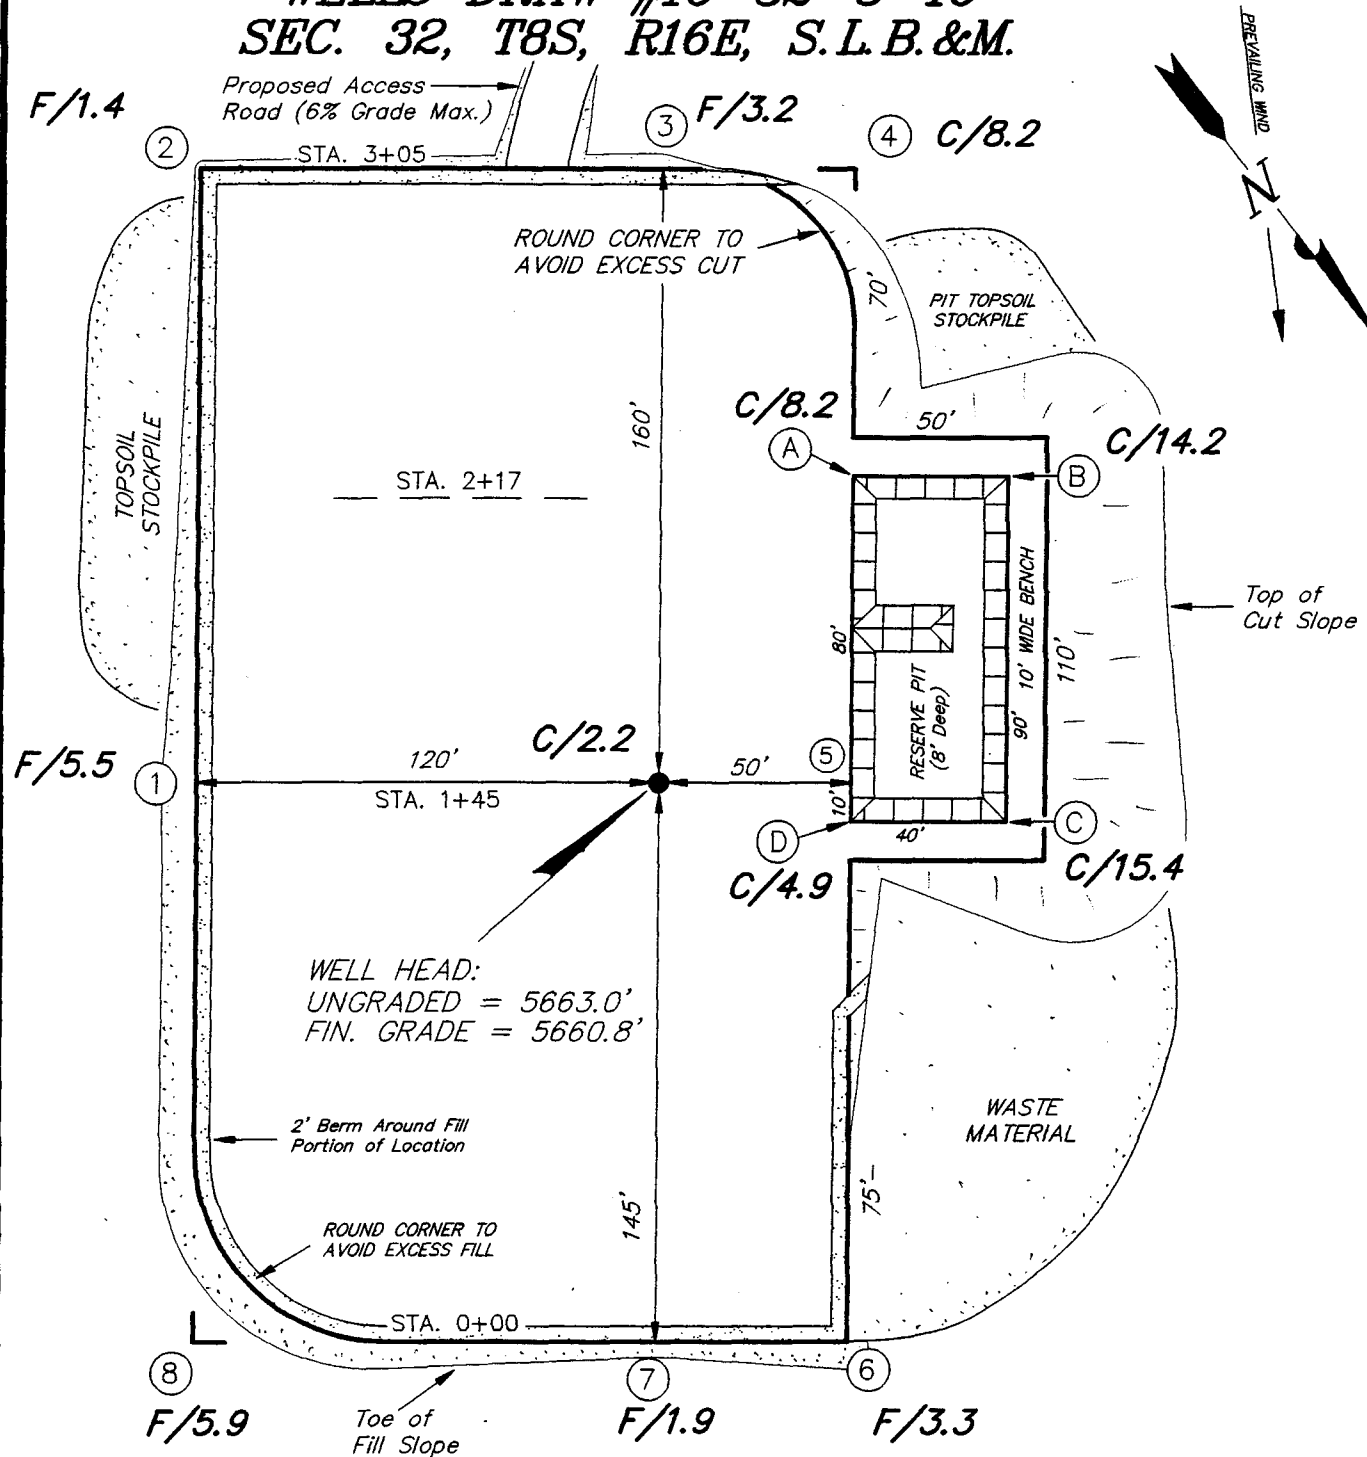 SEC. 32, T8S, R16E, S.L.B.&M.
PREVAILING WIND
Proposed Access
Road (6% Grade Max.)
F/1.4
2
3
F/3.2
4
C/8.2
STA. 3+05
N
ROUND CORNER TO
AVOID EXCESS CUT
70'
PIT TOPSOIL
STOCKPILE
160'
C/8.2
50'
A
C/14.2
B
TOPSOIL
STOCKPILE
STA. 2+17
10' WIDE BENCH
Top of
Cut Slope
80'
110'
RESERVE PIT
(8' Deep)
90'
F/5.5
1
120'
STA. 1+45
C/2.2
50'
5
10'
D
40'
C
C/4.9
C/15.4
WELL HEAD:
UNGRADED = 5663.0'
FIN. GRADE = 5660.8'
2' Berm Around Fill
Portion of Location
WASTE
MATERIAL
145'
75'
ROUND CORNER TO
AVOID EXCESS FILL
STA. 0+00
8
7
6
F/5.9
Toe of
Fill Slope
F/1.9
F/3.3